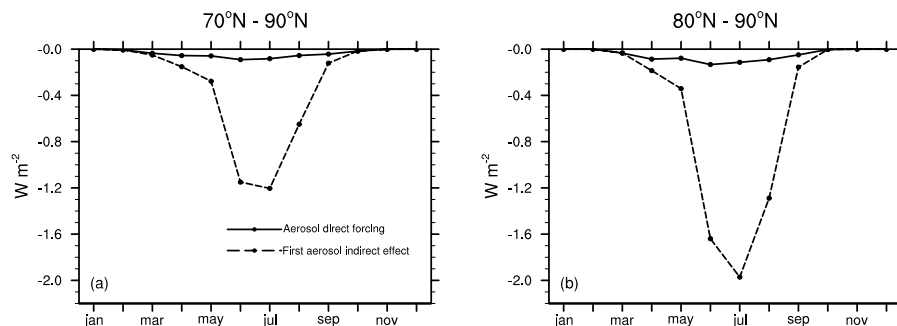 70°N - 90°N
-0.0
-0.4
-0.8
-1.2
-1.6
-2.0
W m-2
Aerosol direct forcing
First aerosol indirect effect
(a)
jan mar may jul sep nov
80°N - 90°N
-0.0
-0.4
-0.8
-1.2
-1.6
-2.0
W m-2
(b)
jan mar may jul sep nov